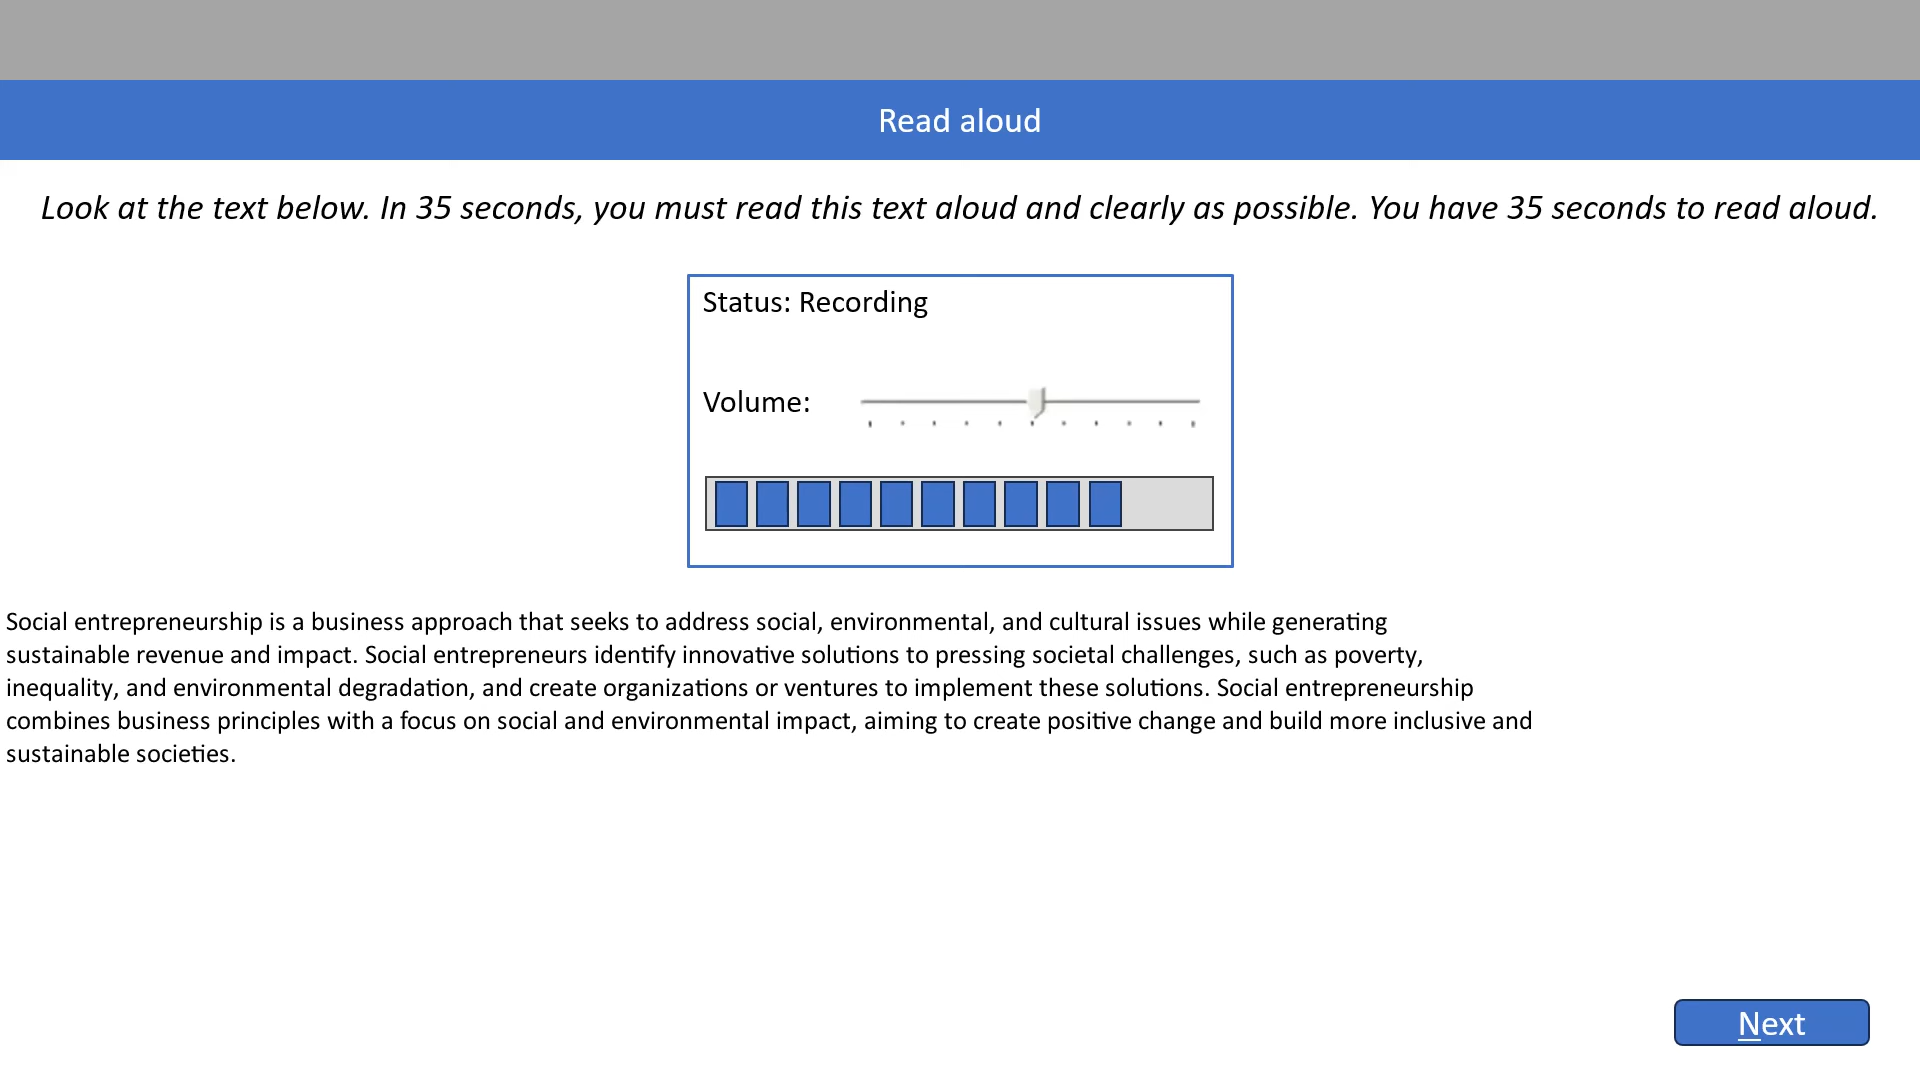 Read aloud
Look at the text below. In 35 seconds, you must read this text aloud and clearly as possible. You have 35 seconds to read aloud.
Status: Recording
Volume:
Social entrepreneurship is a business approach that seeks to address social, environmental, and cultural issues while generating
sustainable revenue and impact. Social entrepreneurs identify innovative solutions to pressing societal challenges, such as poverty,
inequality, and environmental degradation, and create organizations or ventures to implement these solutions. Social entrepreneurship
combines business principles with a focus on social and environmental impact, aiming to create positive change and build more inclusive and
sustainable societies.
Next